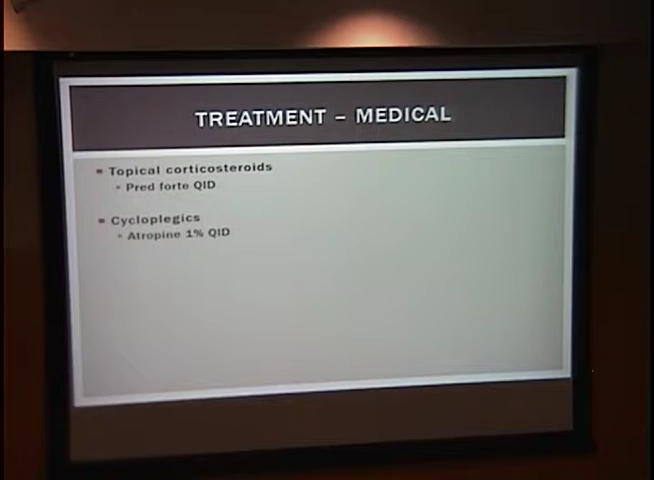 TREATMENT – MEDICAL
▪ Topical corticosteroids
▪ Pred forte QID
▪ Cycloplegics
▪ Atropine 1% QID